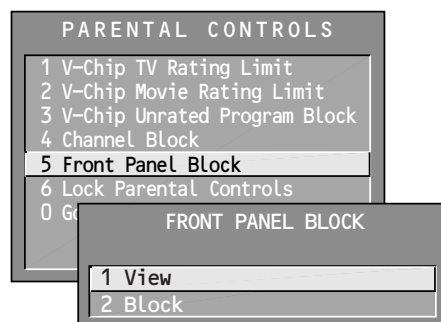 PARENTAL CONTROLS
1 V-Chip TV Rating Limit
2 V-Chip Movie Rating Limit
3 V-Chip Unrated Program Block
4 Channel Block
5 Front Panel Block
6 Lock Parental Controls
0
FRONT PANEL BLOCK
1 View
2 Block